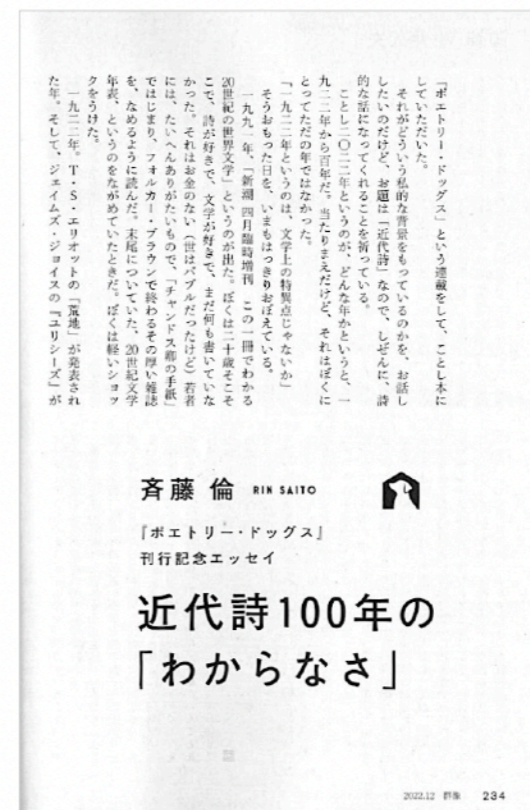 『ポエトリー・ドッグス』という連載をして、ことし本に
していただいた。
それがどういう私的な背景をもっているのかを、お話し
したいのだけど、お題は「近代詩」なので、しぜんに、詩
的な話になってくれることを祈っている。
ことし二〇二二年というのが、どんな年かというと、一
九二二年から百年だ。当たりまえだけど、それはぼくに
とってただの年ではなかった。
「一九二二年というのは、文学上の特異点じゃないか」
そうおもった日を、いまもはっきりおぼえている。
一九九一年、「新潮 四月臨時増刊 この一冊でわかる
20世紀の世界文学」というのが出た。ぼくは二十歳そこそ
こで、詩が好きで、文学が好きで、まだ何も書いていな
かった。それはお金のない（世はバブルだったけど）若者
には、たいへんありがたいもので、「チャンドス卿の手紙」
ではじまり、フォルカー・ブラウンで終わるその厚い雑誌
を、なめるように読んだ。末尾についていた、20世紀文学
年表、というのをながめていたときだ。ぼくは軽いショッ
クをうけた。
一九二二年。T・S・エリオットの「荒地」が発表され
た年。そして、ジェイムズ・ジョイスの『ユリシーズ』が
斉藤 倫 RIN SAITO
『ポエトリー・ドッグス』
刊行記念エッセイ
近代詩100年の
「わからなさ」
2022.12 群像 234